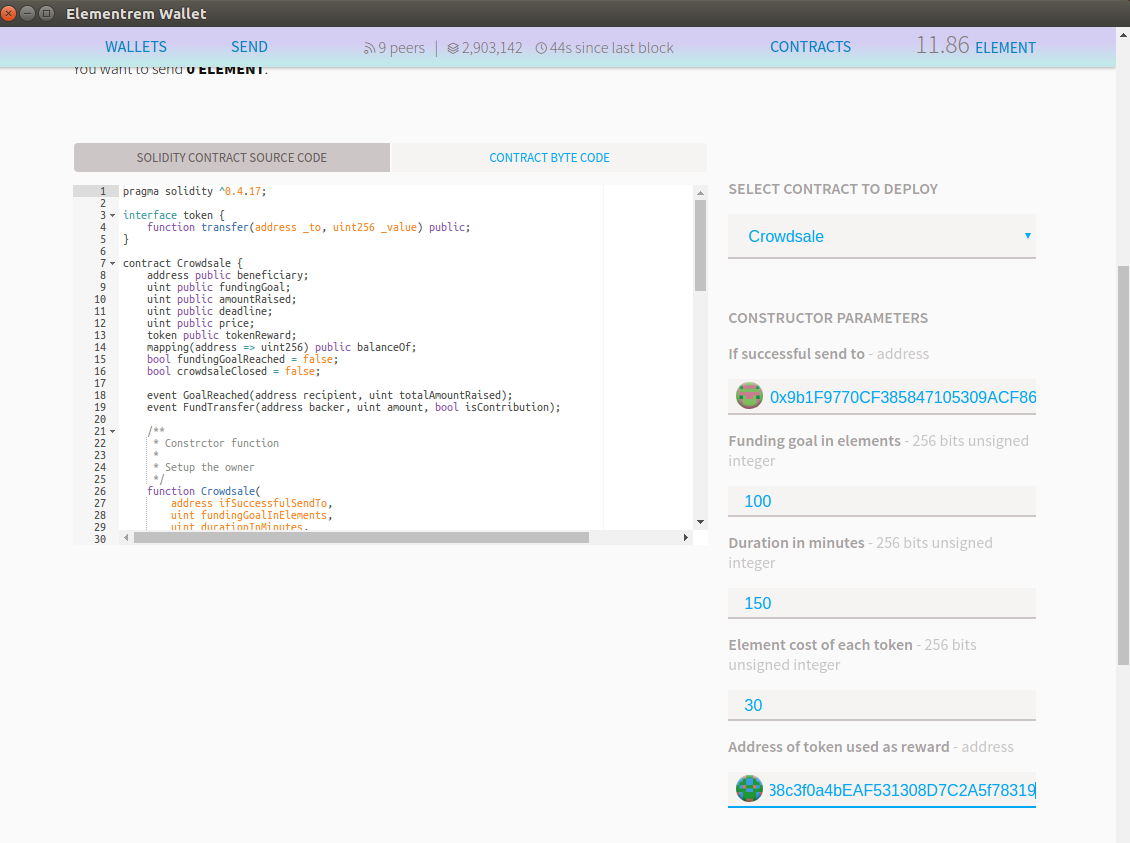 Elementrem Wallet
WALLETS SEND 9 peers | 2,903,142 44s since last block CONTRACTS 11.86 ELEMENT
You want to send 0 ELEMENT.
SOLIDITY CONTRACT SOURCE CODE
CONTRACT BYTE CODE
1 pragma solidity ^0.4.17;
2
3 interface token {
4 function transfer(address _to, uint256 _value) public;
5 }
6
7 contract Crowdsale {
8 address public beneficiary;
9 uint public fundingGoal;
10 uint public amountRaised;
11 uint public deadline;
12 uint public price;
13 token public tokenReward;
14 mapping(address => uint256) public balanceOf;
15 bool fundingGoalReached = false;
16 bool crowdsaleClosed = false;
17
18 event GoalReached(address recipient, uint totalAmountRaised);
19 event FundTransfer(address backer, uint amount, bool isContribution);
20
21 /**
22 * Constrctor function
23 *
24 * Setup the owner
25 */
26 function Crowdsale(
27 address ifSuccessfulSendTo,
28 uint fundingGoalInElements,
29 uint durationInMinutes,
30
SELECT CONTRACT TO DEPLOY
Crowdsale
CONSTRUCTOR PARAMETERS
If successful send to - address
0x9b1F9770CF385847105309ACF86
Funding goal in elements - 256 bits unsigned
integer
100
Duration in minutes - 256 bits unsigned
integer
150
Element cost of each token - 256 bits
unsigned integer
30
Address of token used as reward - address
38c3f0a4bEAF531308D7C2A5f78319